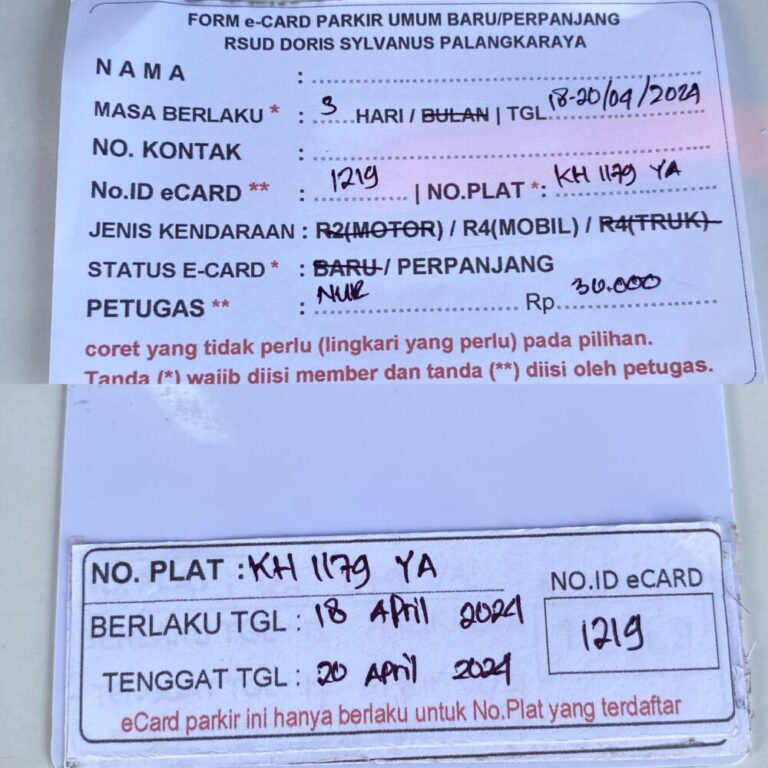 FORM e-CARD PARKIR UMUM BARU/PERPANJANG
RSUD DORIS SYLVANUS PALANGKARAYA
NAMA :
MASA BERLAKU * : 3 HARI / BULAN | TGL 18-20/04/2024
NO. KONTAK :
No.ID eCARD ** : 1219 | NO.PLAT *: KH 1179 YA
JENIS KENDARAAN : R2(MOTOR) / R4(MOBIL) / R4(TRUK)
STATUS E-CARD * : BARU / PERPANJANG
PETUGAS ** : NUR Rp. 30.000
coret yang tidak perlu (lingkari yang perlu) pada pilihan.
Tanda (*) wajib diisi member dan tanda (**) diisi oleh petugas.
NO. PLAT : KH 1179 YA
NO.ID eCARD
BERLAKU TGL : 18 April 2024
1219
TENGGAT TGL : 20 April 2024
eCard parkir ini hanya berlaku untuk No.Plat yang terdaftar